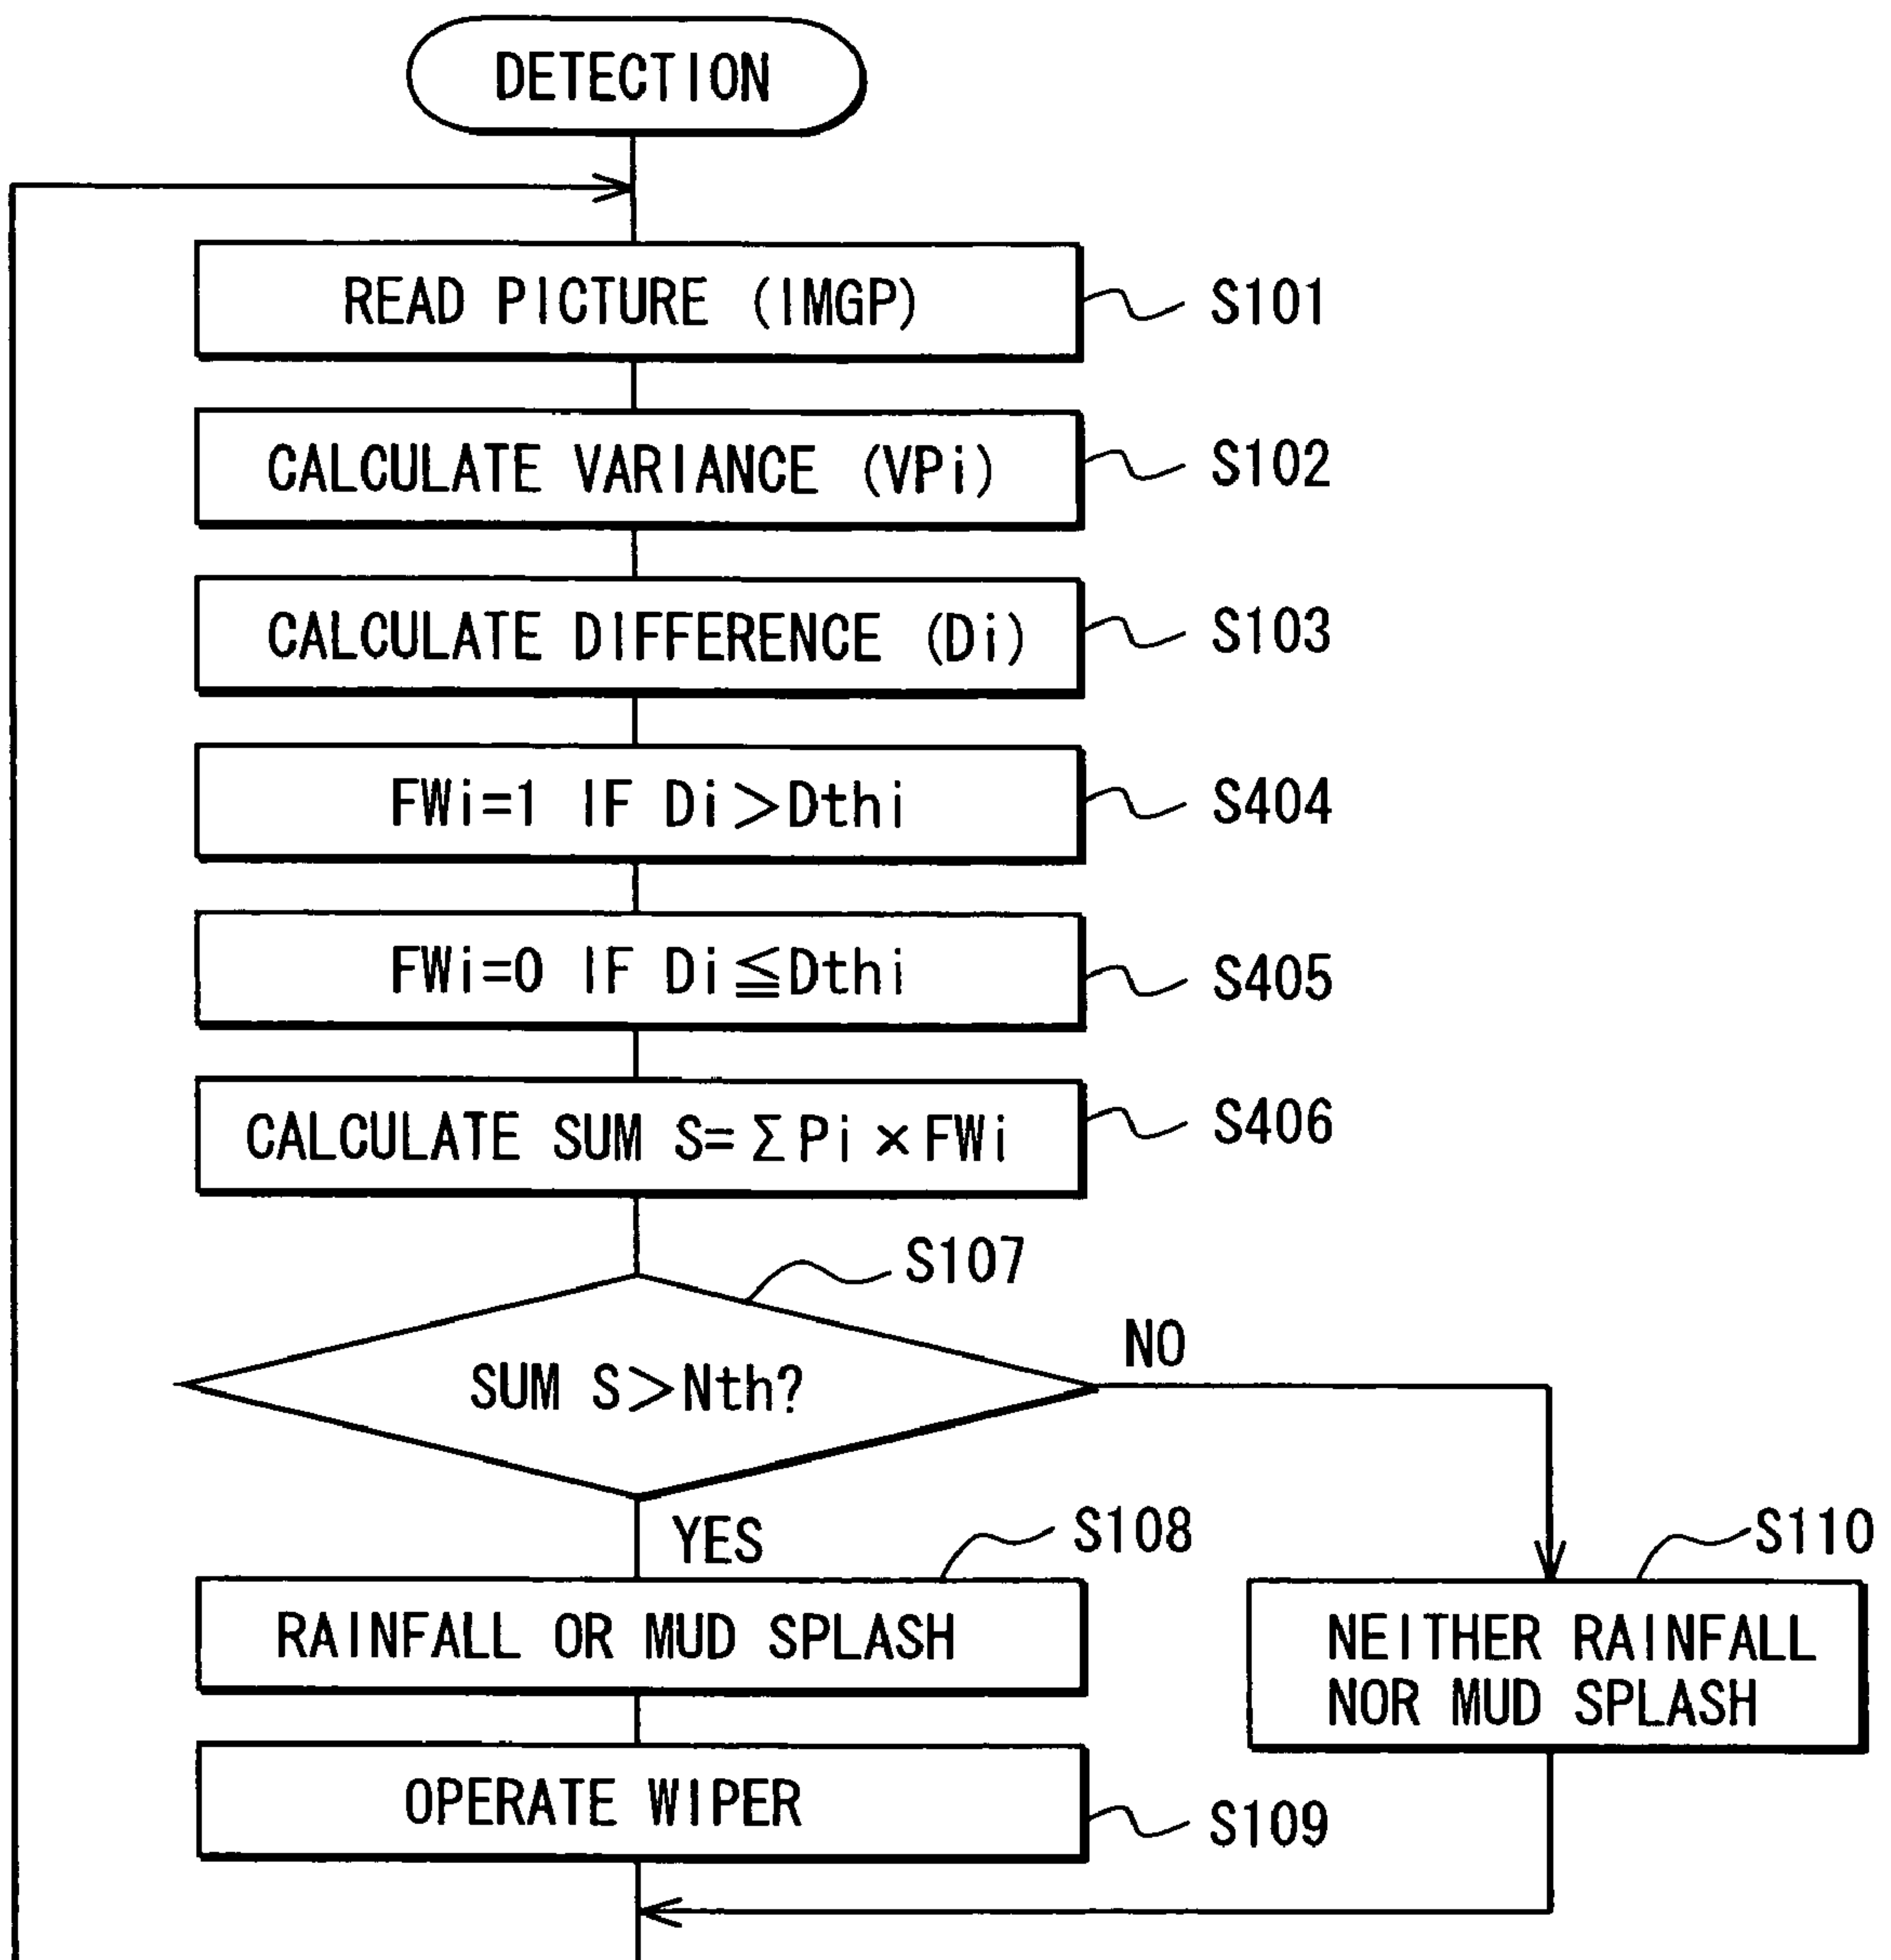 DETECTION
READ PICTURE (IMGP)
S101
CALCULATE VARIANCE (VPi)
S102
CALCULATE DIFFERENCE (Di)
S103
FWi=1 IF Di>Dthi
S404
FWi=0 IF Di≦Dthi
S405
CALCULATE SUM S=ΣPi×FWi
S406
S107
SUM S>Nth?
NO
YES
S108
S110
RAINFALL OR MUD SPLASH
NEITHER RAINFALL
NOR MUD SPLASH
OPERATE WIPER
S109